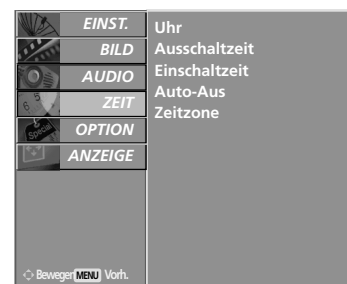 EINST.
BILD
AUDIO
ZEIT
OPTION
ANZEIGE
Uhr
Ausschaltzeit
Einschaltzeit
Auto-Aus
Zeitzone
Bewegen MENU Vorh.